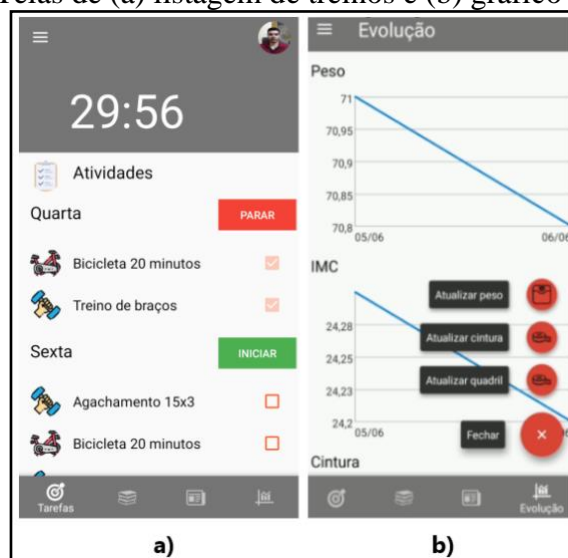 Telas de (a) listagem de treinos e (b) gráfico
29:56
Atividades
Quarta
PARAR
Bicicleta 20 minutos
Treino de braços
Sexta
INICIAR
Agachamento 15x3
Bicicleta 20 minutos
Tarefas
a)
Evolução
Peso
71
70,95
70,9
70,85
70,8
05/06
06/06
IMC
24,28
24,25
24,23
24,2
05/06
Atualizar peso
Atualizar cintura
Atualizar quadril
Fechar
Cintura
Evolução
b)